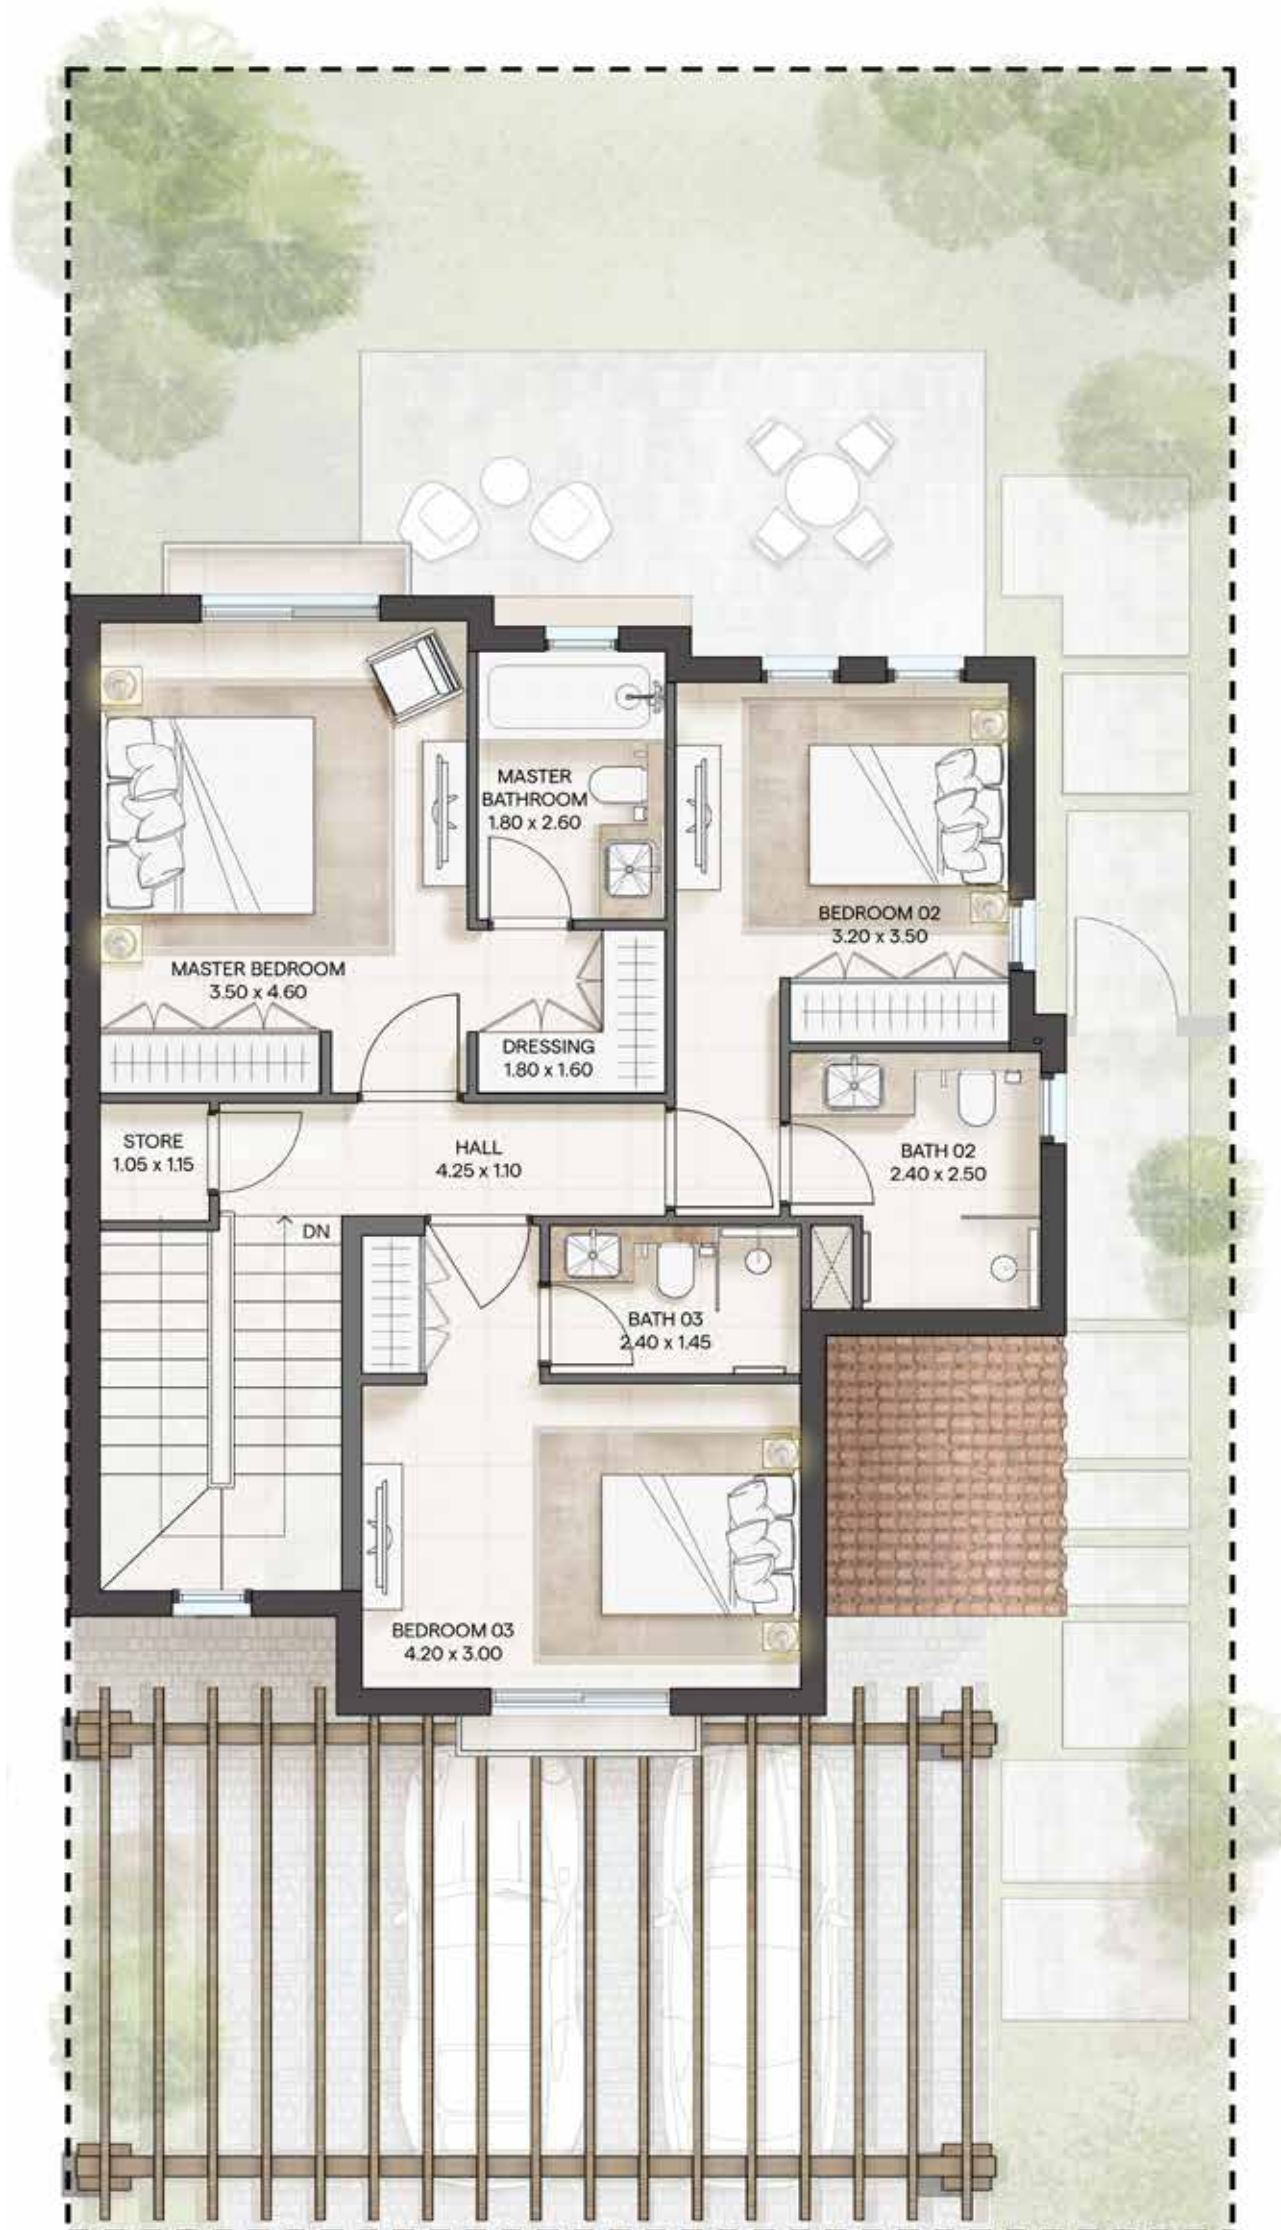 MASTER
BATHROOM
1.80 x 2.60
BEDROOM 02
3.20 x 3.50
MASTER BEDROOM
3.50 x 4.60
DRESSING
1.80 x 1.60
STORE
1.05 x 1.15
HALL
4.25 x 1.10
BATH 02
2.40 x 2.50
DN
BATH 03
2.40 x 1.45
BEDROOM 03
4.20 x 3.00